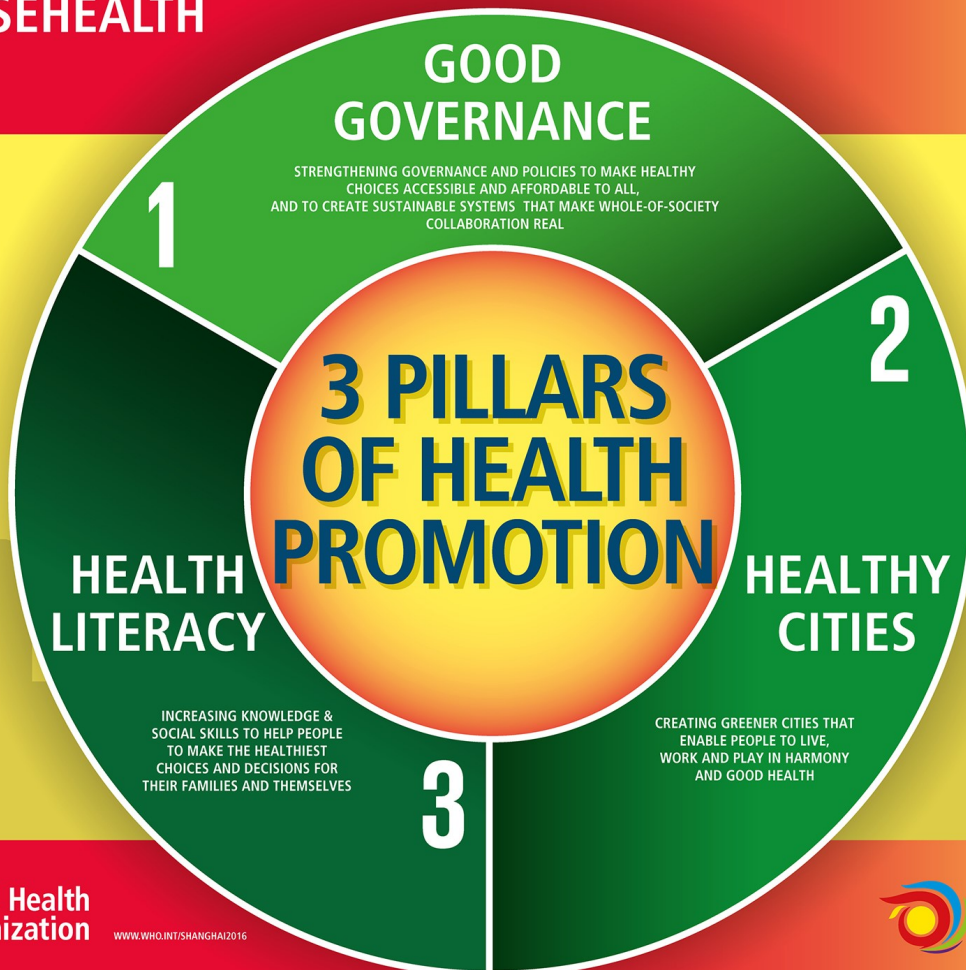 SEHEALTH
GOOD
GOVERNANCE
STRENGTHENING GOVERNANCE AND POLICIES TO MAKE HEALTHY
CHOICES ACCESSIBLE AND AFFORDABLE TO ALL,
AND TO CREATE SUSTAINABLE SYSTEMS THAT MAKE WHOLE-OF-SOCIETY
COLLABORATION REAL
1
2
3 PILLARS
OF HEALTH
PROMOTION
HEALTHY
CITIES
CREATING GREENER CITIES THAT
ENABLE PEOPLE TO LIVE,
WORK AND PLAY IN HARMONY
AND GOOD HEALTH
HEALTH
LITERACY
INCREASING KNOWLEDGE &
SOCIAL SKILLS TO HELP PEOPLE
TO MAKE THE HEALTHIEST
CHOICES AND DECISIONS FOR
THEIR FAMILIES AND THEMSELVES
3
Health
ization
WWW.WHO.INT/SHANGHAI2016